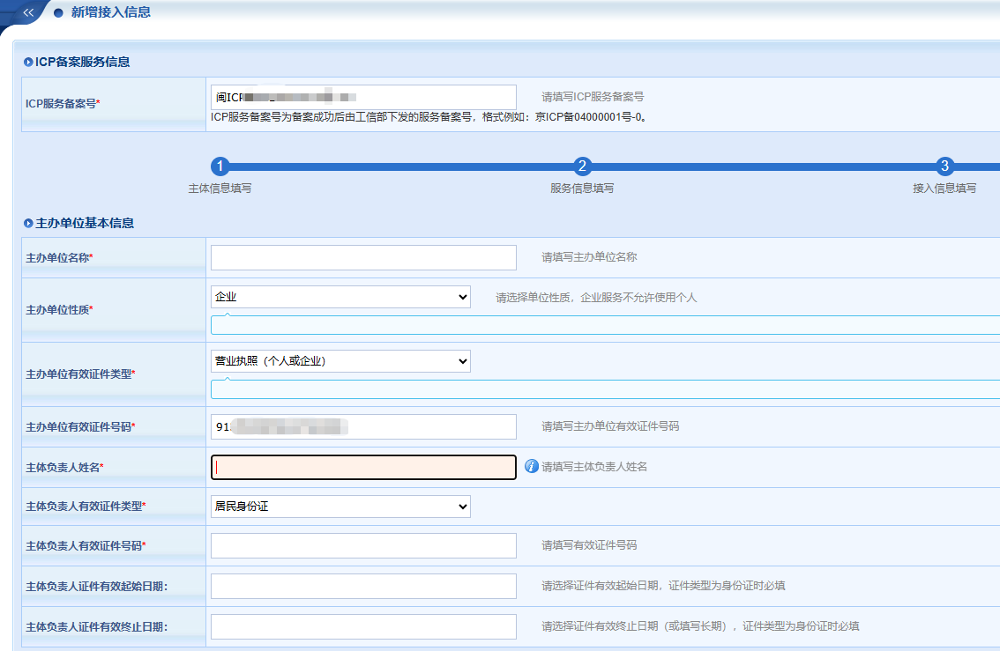 新增接入信息
ICP备案服务信息
ICP服务备案号*
闽ICP
请填写ICP服务备案号
ICP服务备案号为备案成功后由工信部下发的服务备案号，格式例如：京ICP备04000001号-0。
1
2
3
主体信息填写
服务信息填写
接入信息填写
主办单位基本信息
主办单位名称*
请填写主办单位名称
主办单位性质*
企业
请选择单位性质，企业服务不允许使用个人
主办单位有效证件类型*
营业执照（个人或企业）
主办单位有效证件号码*
91
请填写主办单位有效证件号码
主体负责人姓名*
请填写主体负责人姓名
主体负责人有效证件类型*
居民身份证
主体负责人有效证件号码*
请填写有效证件号码
主体负责人证件有效起始日期：
请选择证件有效起始日期，证件类型为身份证时必填
主体负责人证件有效终止日期：
请选择证件有效终止日期（或填写长期），证件类型为身份证时必填